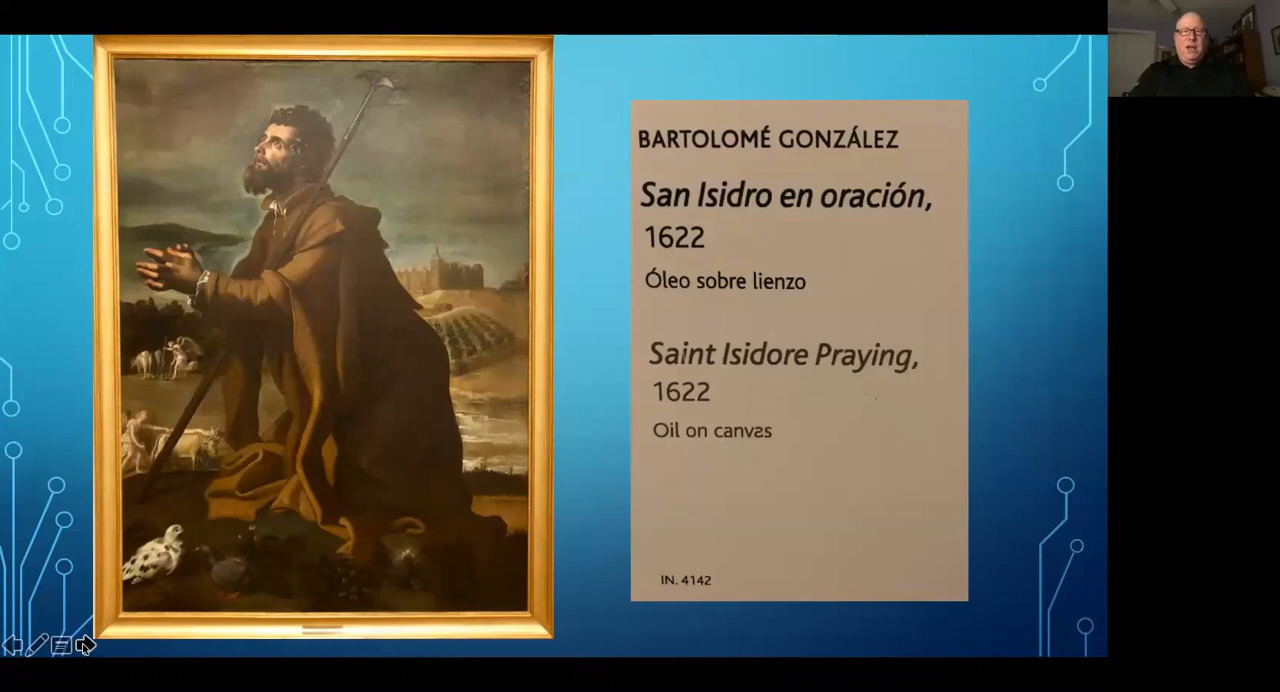 BARTOLOMÉ GONZÁLEZ
San Isidro en oración,
1622
Óleo sobre lienzo
Saint Isidore Praying,
1622
Oil on canvas
IN. 4142